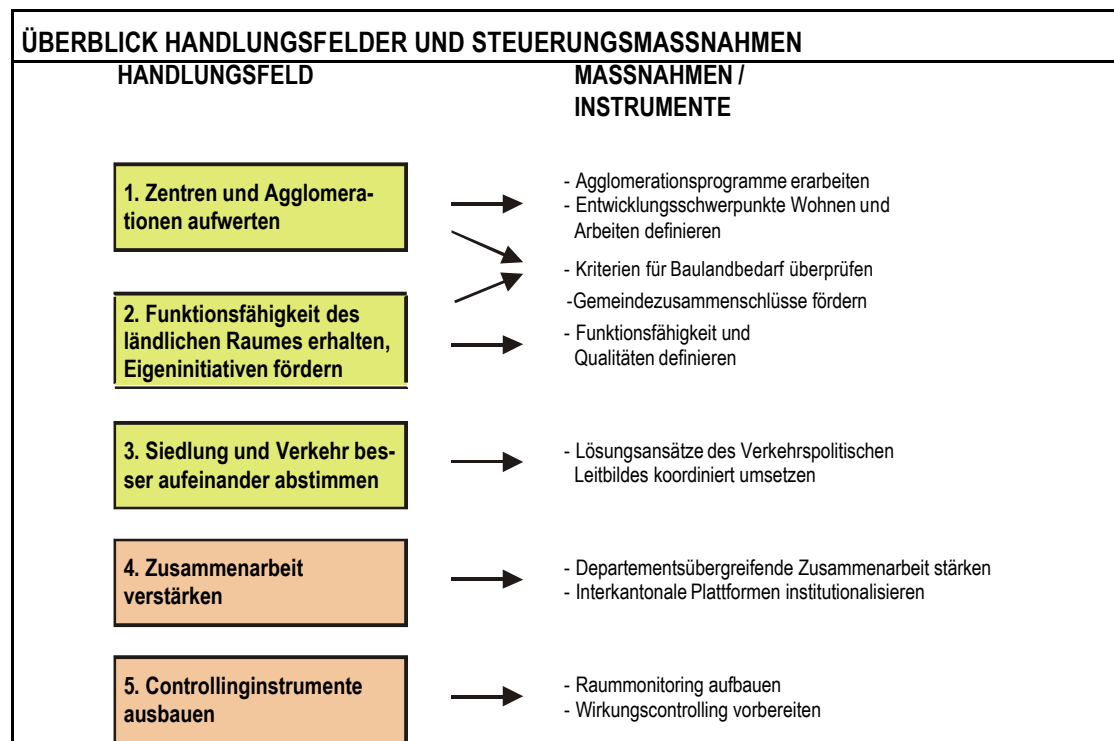 ÜBERBLICK HANDLUNGSFELDER UND STEUERUNGSMASSNAHMEN
HANDLUNGSFELD
MASSNAHMEN /
INSTRUMENTE
1. Zentren und Agglomera-
tionen aufwerten
- Agglomerationsprogramme erarbeiten
- Entwicklungsschwerpunkte Wohnen und
Arbeiten definieren
- Kriterien für Baulandbedarf überprüfen
-Gemeindezusammenschlüsse fördern
2. Funktionsfähigkeit des
ländlichen Raumes erhalten,
Eigeninitiativen fördern
- Funktionsfähigkeit und
Qualitäten definieren
3. Siedlung und Verkehr bes-
ser aufeinander abstimmen
- Lösungsansätze des Verkehrspolitischen
Leitbildes koordiniert umsetzen
4. Zusammenarbeit
verstärken
- Departementsübergreifende Zusammenarbeit stärken
- Interkantonale Plattformen institutionalisieren
5. Controllinginstrumente
ausbauen
- Raummonitoring aufbauen
- Wirkungscontrolling vorbereiten